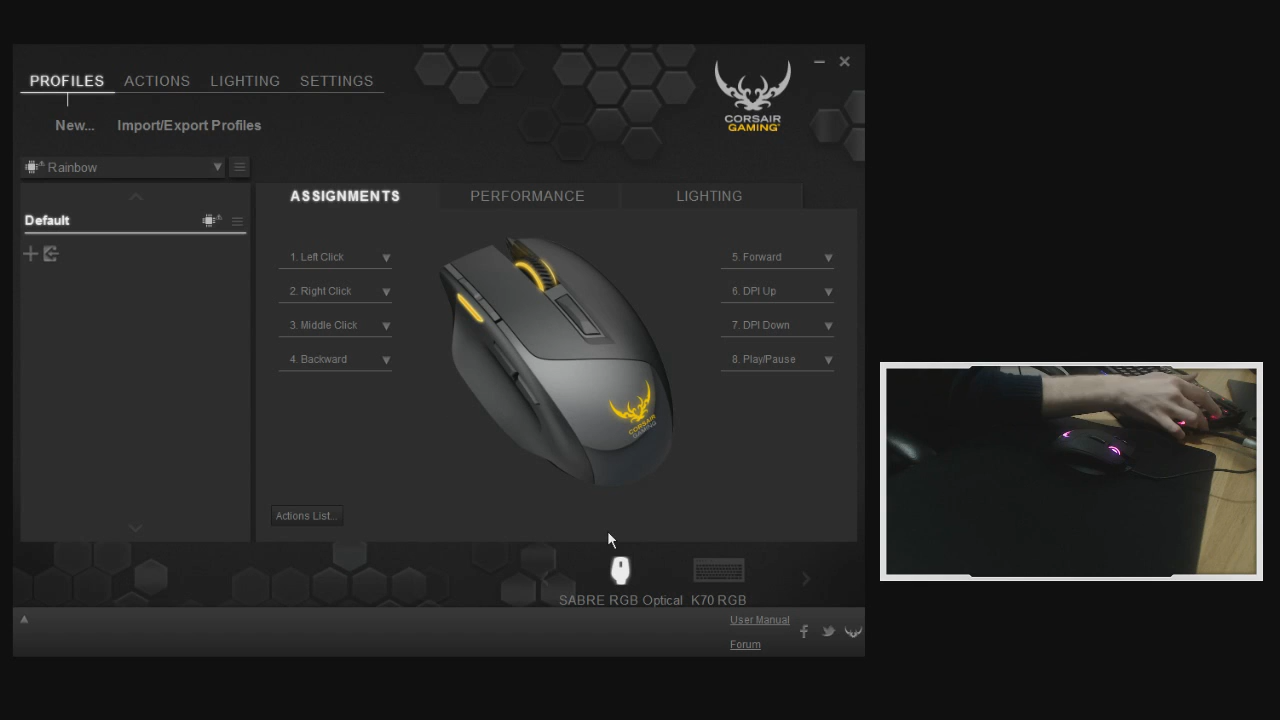 PROFILES ACTIONS LIGHTING SETTINGS
CORSAIR
GAMING
New... Import/Export Profiles
Rainbow
ASSIGNMENTS PERFORMANCE LIGHTING
Default
1. Left Click
2. Right Click
3. Middle Click
4. Backward
5. Forward
6. DPI Up
7. DPI Down
8. Play/Pause
CORSAIR
GAMING
Actions List...
SABRE RGB Optical K70 RGB
User Manual
Forum